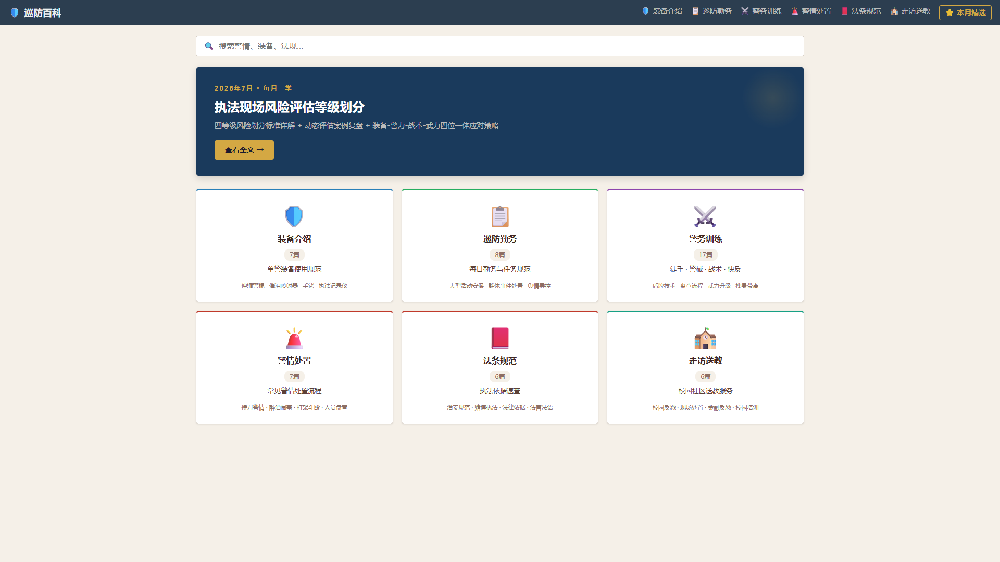 巡防百科
装备介绍
巡防勤务
警务训练
警情处置
法条规范
走访送教
本月精选
搜索警情、装备、法规...
2026年7月 • 每月一学
执法现场风险评估等级划分
四等级风险划分标准详解 + 动态评估案例复盘 + 装备-警力-战术-武力四位一体应对策略
查看全文 →
装备介绍
7篇
单警装备使用规范
伸缩警棍 · 催泪喷射器 · 手铐 · 执法记录仪
巡防勤务
8篇
每日勤务与任务规范
大型活动安保 · 群体事件处置 · 舆情导控
警务训练
17篇
徒手 · 警械 · 战术 · 快反
盾牌技术 · 盘查流程 · 武力升级 · 搜身带离
警情处置
7篇
常见警情处置流程
持刀警情 · 醉酒闹事 · 打架斗殴 · 人员盘查
法条规范
6篇
执法依据速查
治安规范 · 赌博执法 · 法律依据 · 法言法语
走访送教
6篇
校园社区送教服务
校园反恐 · 现场处置 · 金融反恐 · 校园培训